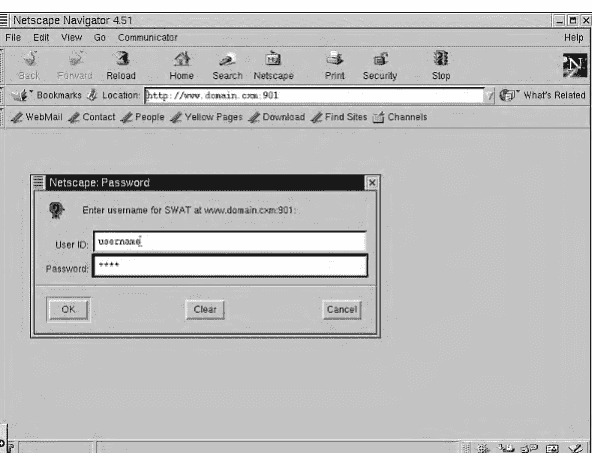 Netscape Navigator 4.51
File Edit View Go Communicator Help
Back Forward Reload Home Search Netscape Print Security Stop
N
Bookmarks Location: http://www.domain.cxm:901 What's Related
WebMail Contact People Yellow Pages Download Find Sites Channels
Netscape: Password
Enter username for SWAT at www.domain.cxm:901:
User ID: username
Password: ****
OK Clear Cancel